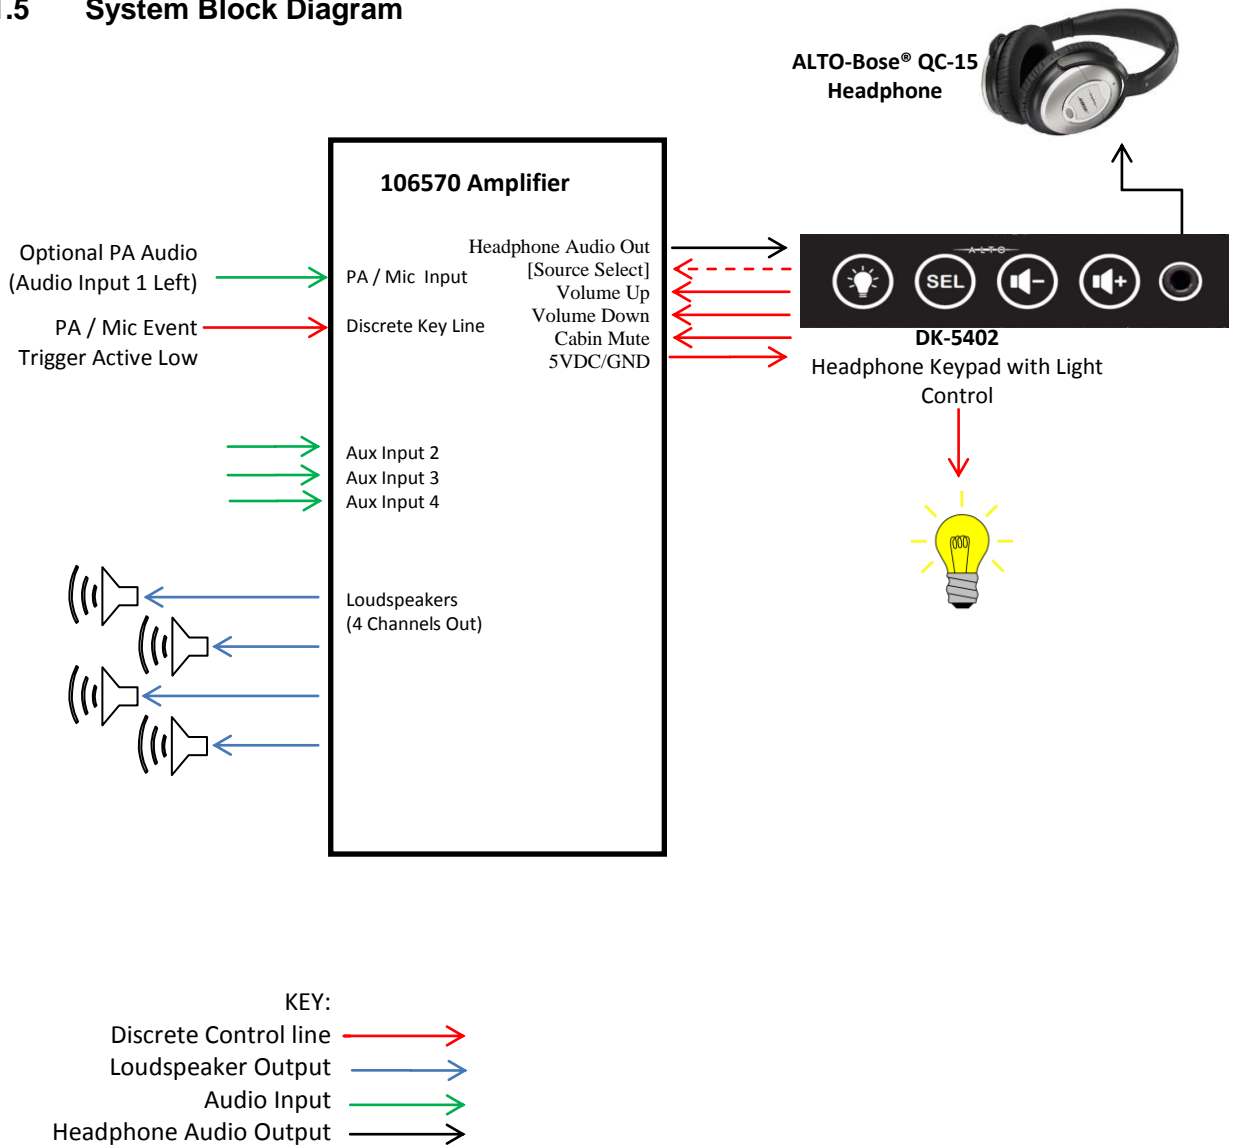 1.5 System Block Diagram
ALTO-Bose® QC-15
Headphone
106570 Amplifier
Optional PA Audio
(Audio Input 1 Left)
PA / Mic Input
PA / Mic Event
Trigger Active Low
Discrete Key Line
Headphone Audio Out
[Source Select]
Volume Up
Volume Down
Cabin Mute
5VDC/GND
ALTO
SEL
DK-5402
Headphone Keypad with Light
Control
Aux Input 2
Aux Input 3
Aux Input 4
Loudspeakers
(4 Channels Out)
KEY:
Discrete Control line
Loudspeaker Output
Audio Input
Headphone Audio Output